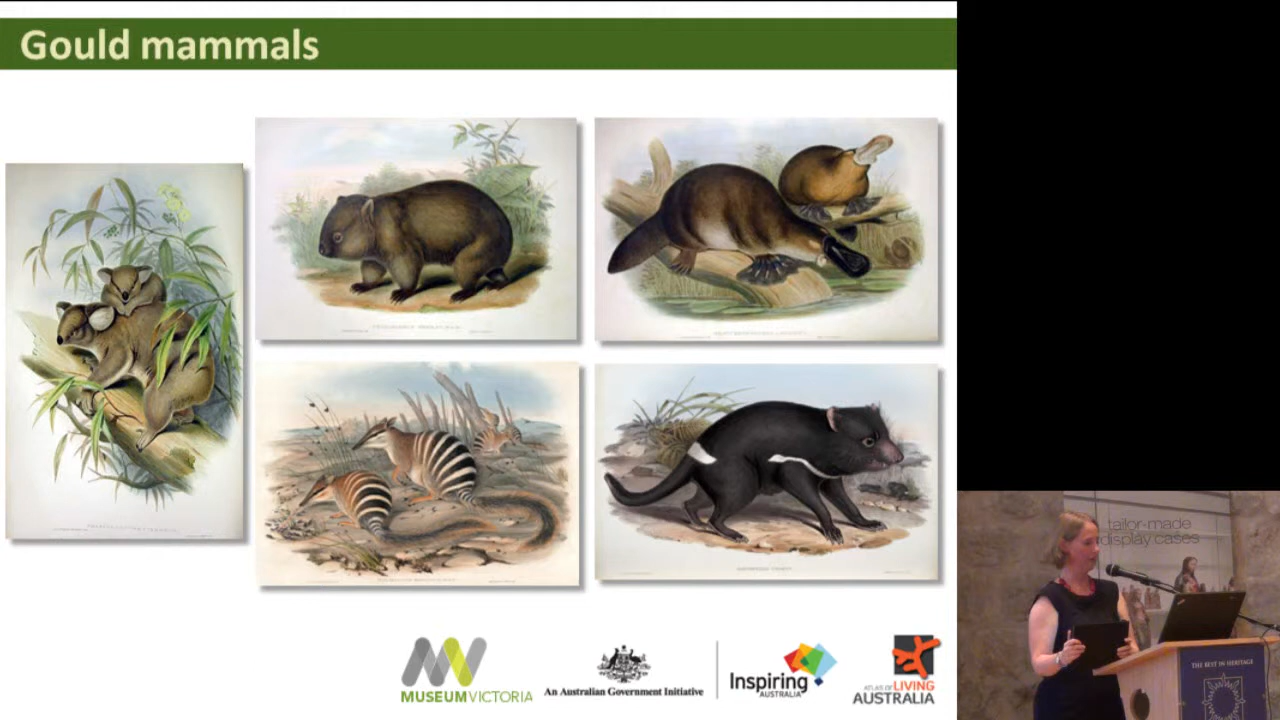 Gould mammals
MUSEUM VICTORIA
An Australian Government Initiative
Inspiring
AUSTRALIA
ATLAS OF LIVING
AUSTRALIA
tailor-made
display cases
THE BEST IN HERITAGE